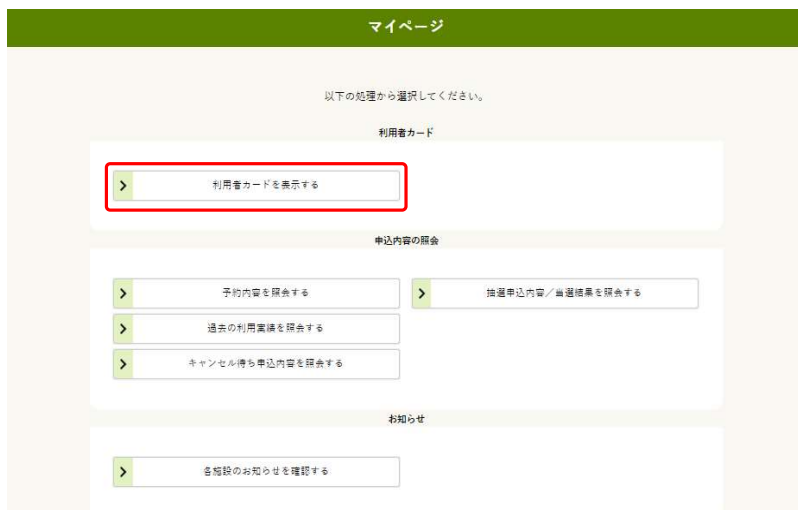 マイページ
以下の処理から選択してください。
利用者カード
利用者カードを表示する
申込内容の照会
予約内容を照会する
抽選申込内容／当選結果を照会する
過去の利用実績を照会する
キャンセル待ち申込内容を照会する
お知らせ
各施設のお知らせを確認する